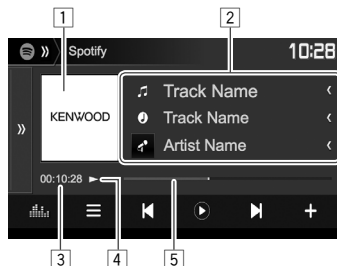 1 2
Spotify 10:28
KENWOOD
Track Name
Track Name
Artist Name
00:10:28
3 4 5